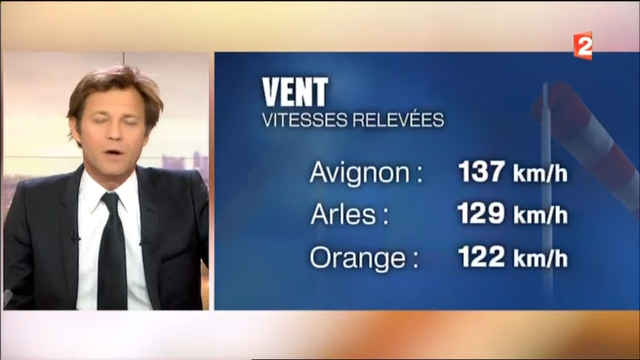 2
VENT
VITESSES RELEVÉES
Avignon : 137 km/h
Arles : 129 km/h
Orange : 122 km/h